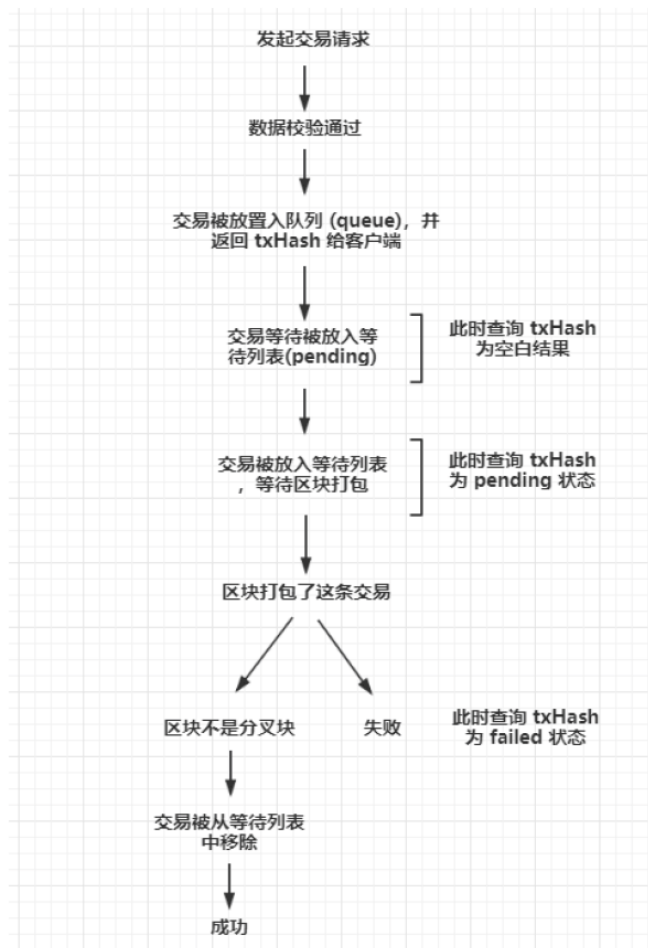 发起交易请求
数据校验通过
交易被放置入队列 (queue)，并
返回 txHash 给客户端
交易等待被放入等
待列表(pending)
此时查询 txHash
为空白结果
交易被放入等待列表
，等待区块打包
此时查询 txHash
为 pending 状态
区块打包了这条交易
区块不是分叉块
失败
此时查询 txHash
为 failed 状态
交易被从等待列表
中移除
成功